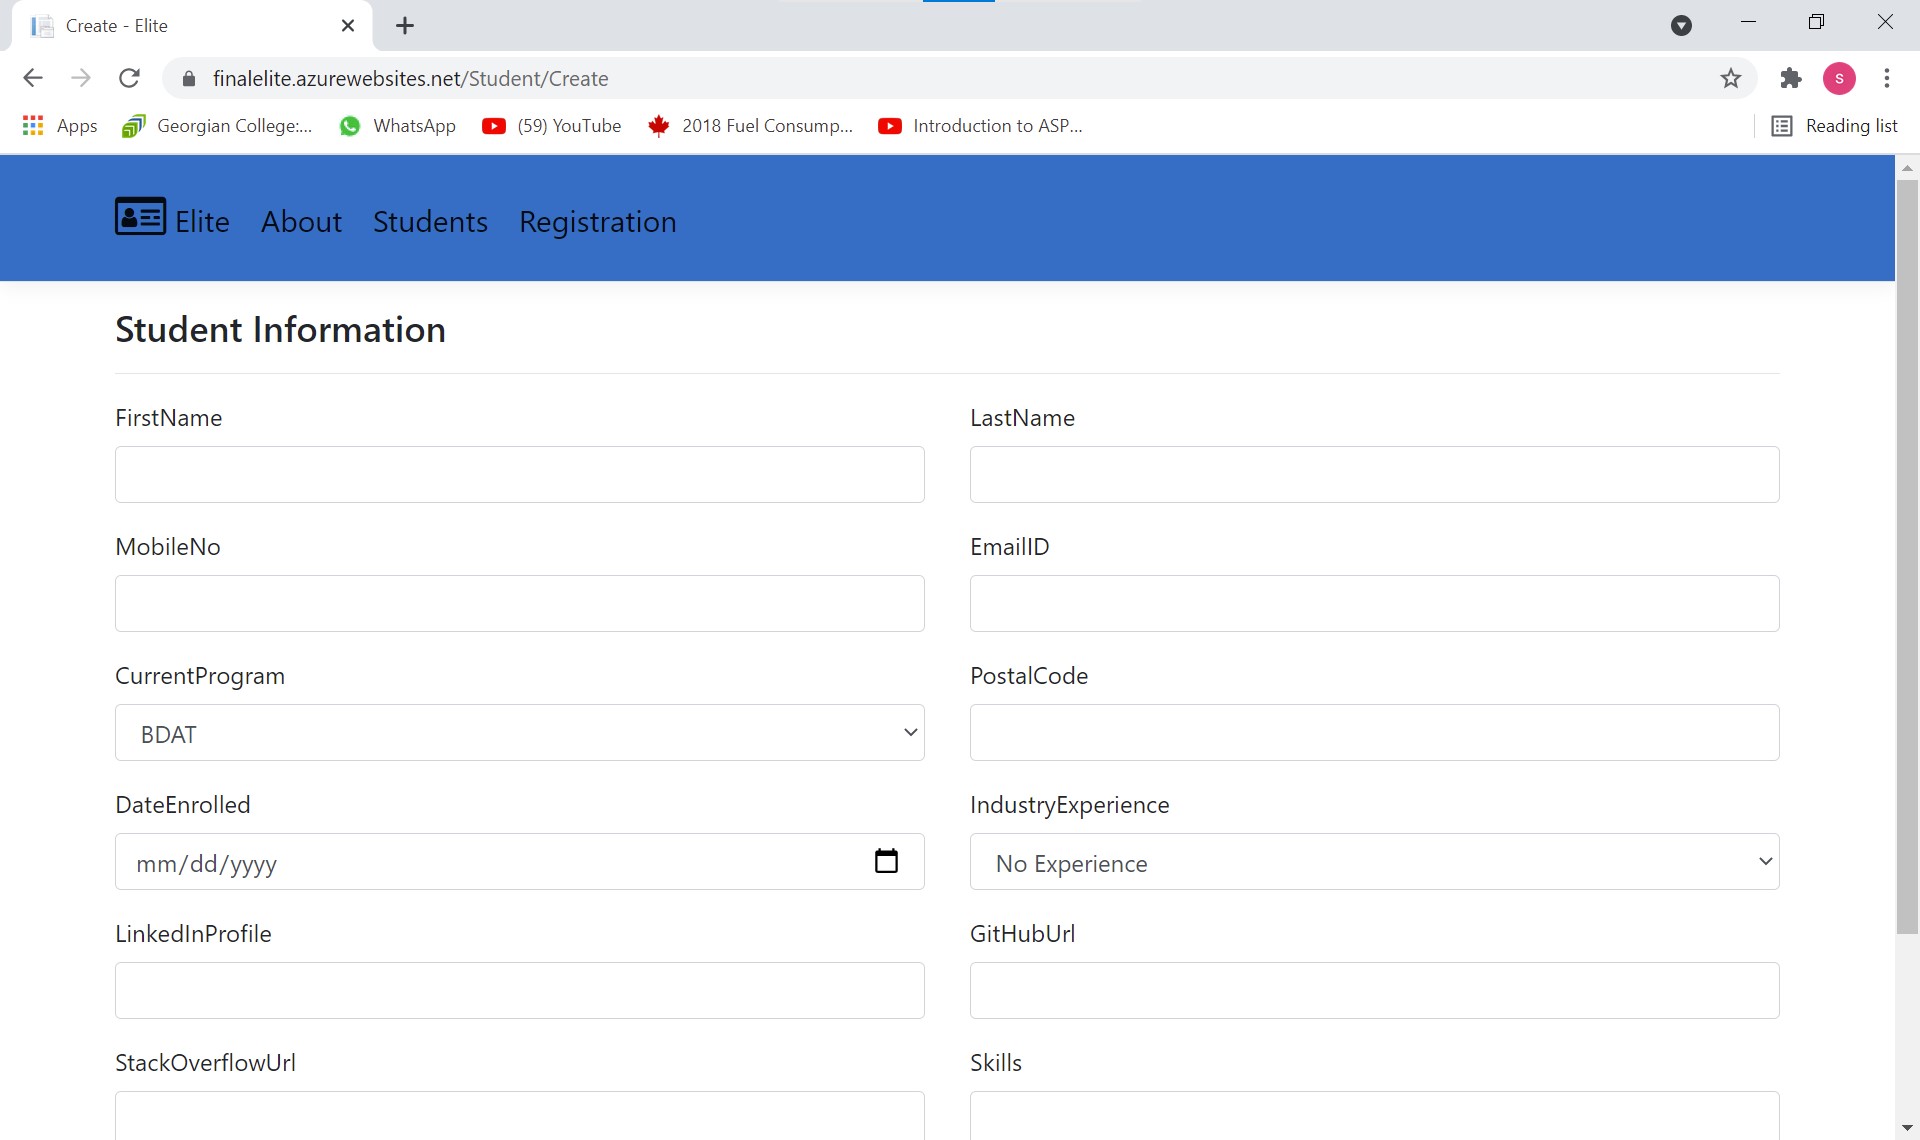 Create - Elite
finalelite.azurewebsites.net/Student/Create
S
Apps Georgian College:... WhatsApp (59) YouTube 2018 Fuel Consump... Introduction to ASP... Reading list
Elite About Students Registration
Student Information
FirstName LastName
MobileNo EmailID
CurrentProgram PostalCode
BDAT
DateEnrolled IndustryExperience
mm/dd/yyyy No Experience
LinkedInProfile GitHubUrl
StackOverflowUrl Skills